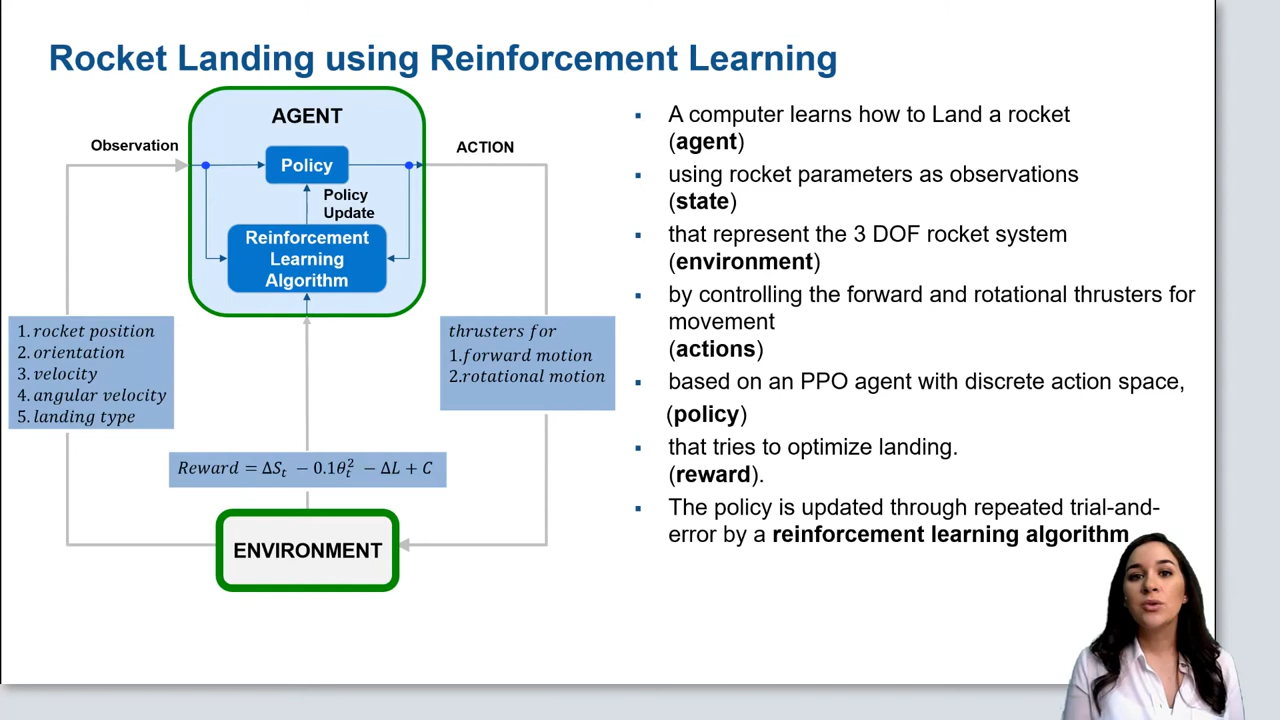 Rocket Landing using Reinforcement Learning
AGENT
Observation
ACTION
Policy
Policy
Update
Reinforcement
Learning
Algorithm
1. rocket position
2. orientation
3. velocity
4. angular velocity
5. landing type
thrusters for
1.forward motion
2.rotational motion
Reward = ΔSₜ − 0.1θₜ² − ΔL + C
ENVIRONMENT
▪ A computer learns how to Land a rocket
(agent)
▪ using rocket parameters as observations
(state)
▪ that represent the 3 DOF rocket system
(environment)
▪ by controlling the forward and rotational thrusters for
movement
(actions)
▪ based on an PPO agent with discrete action space,
(policy)
▪ that tries to optimize landing.
(reward).
▪ The policy is updated through repeated trial-and-
error by a reinforcement learning algorithm